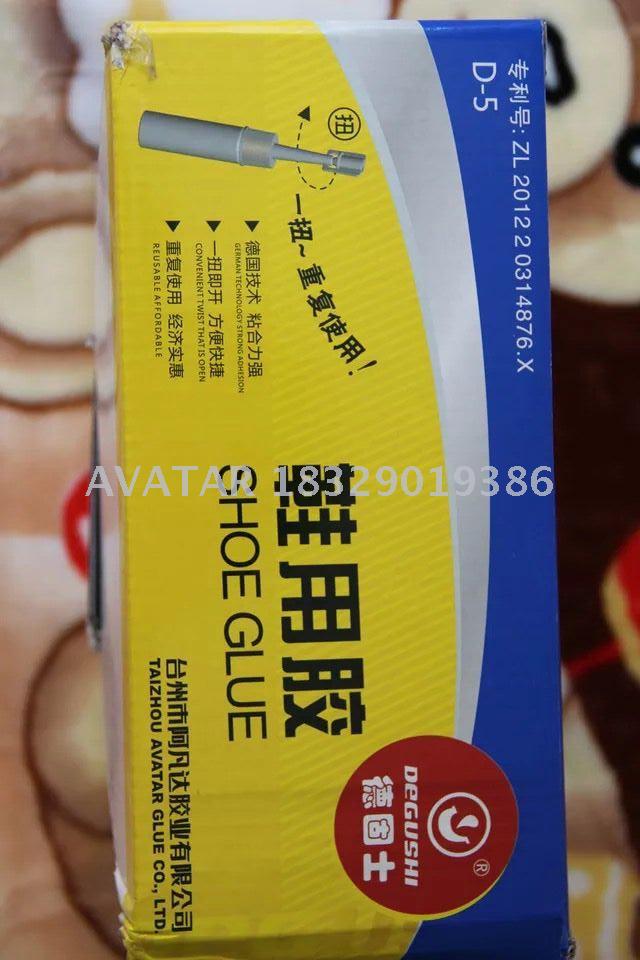 专利号: ZL 2012 2 0314876.X
D-5
扭
一扭~重复使用!
▶ 德国技术 粘合力强
GERMAN TECHNOLOGY STRONG ADHESION
▶ 一扭即开 方便快捷
CONVENIENT TWIST THAT IS OPEN
▶ 重复使用 经济实惠
REUSABLE AFFORDABLE
AVATAR 18329019386
鞋用胶
SHOE GLUE
DEGUSHI
®
德固士
台州市阿凡达胶业有限公司
TAIZHOU AVATAR GLUE CO., LTD.